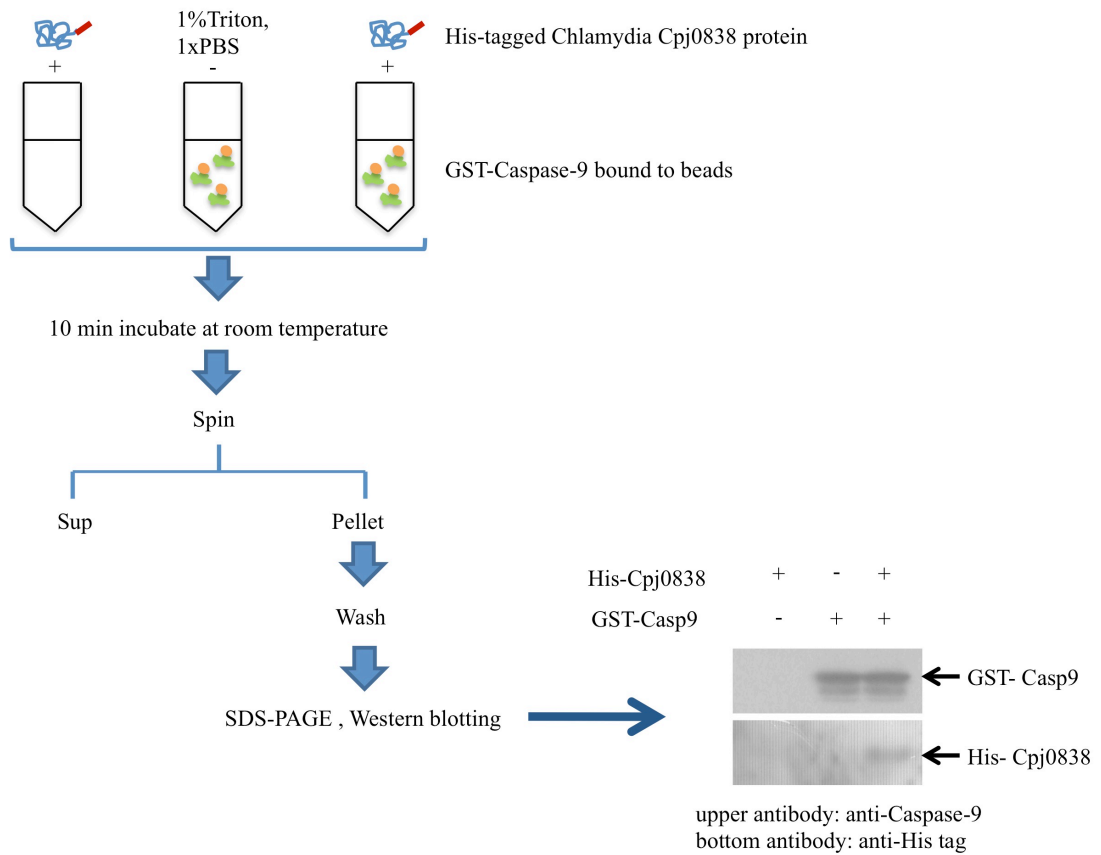 1%Triton,
1xPBS
His-tagged Chlamydia Cpj0838 protein
+ - +
GST-Caspase-9 bound to beads
10 min incubate at room temperature
Spin
Sup Pellet
Wash
SDS-PAGE , Western blotting
His-Cpj0838 + - +
GST-Casp9 - + +
GST- Casp9
His- Cpj0838
upper antibody: anti-Caspase-9
bottom antibody: anti-His tag